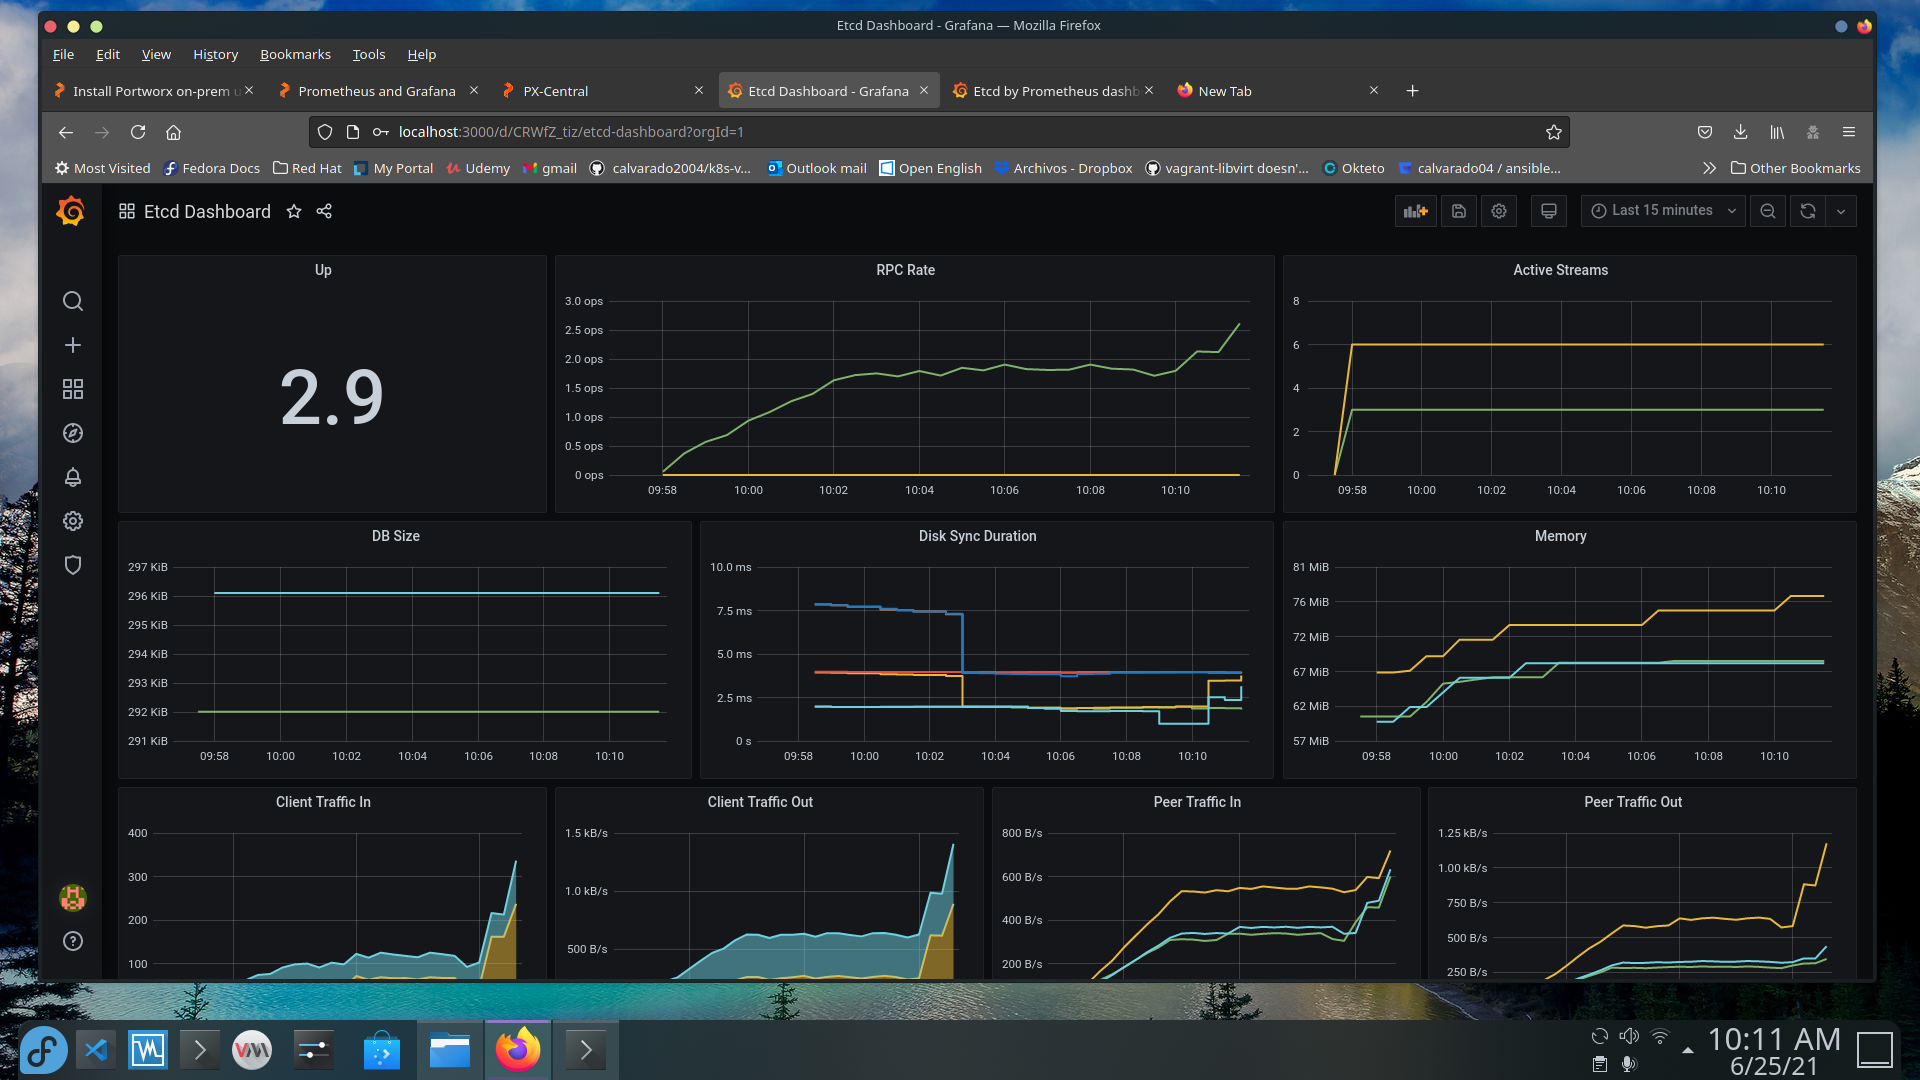 Etcd Dashboard - Grafana — Mozilla Firefox
File Edit View History Bookmarks Tools Help
Install Portworx on-prem u
Prometheus and Grafana
PX-Central
Etcd Dashboard - Grafana
Etcd by Prometheus dashb
New Tab
localhost:3000/d/CRWfZ_tiz/etcd-dashboard?orgId=1
Most Visited Fedora Docs Red Hat My Portal Udemy gmail calvarado2004/k8s-v... Outlook mail Open English Archivos - Dropbox vagrant-libvirt doesn'... Okteto calvarado04 / ansible... Other Bookmarks
Etcd Dashboard
Last 15 minutes
Up
2.9
RPC Rate
3.0 ops
2.5 ops
2.0 ops
1.5 ops
1.0 ops
0.5 ops
0 ops
09:58 10:00 10:02 10:04 10:06 10:08 10:10
Active Streams
8
6
4
2
0
09:58 10:00 10:02 10:04 10:06 10:08 10:10
DB Size
297 KiB
296 KiB
295 KiB
294 KiB
293 KiB
292 KiB
291 KiB
09:58 10:00 10:02 10:04 10:06 10:08 10:10
Disk Sync Duration
10.0 ms
7.5 ms
5.0 ms
2.5 ms
0 s
09:58 10:00 10:02 10:04 10:06 10:08 10:10
Memory
81 MiB
76 MiB
72 MiB
67 MiB
62 MiB
57 MiB
09:58 10:00 10:02 10:04 10:06 10:08 10:10
Client Traffic In
400
300
200
100
Client Traffic Out
1.5 kB/s
1.0 kB/s
500 B/s
Peer Traffic In
800 B/s
600 B/s
400 B/s
200 B/s
Peer Traffic Out
1.25 kB/s
1.00 kB/s
750 B/s
500 B/s
250 B/s
10:11 AM
6/25/21